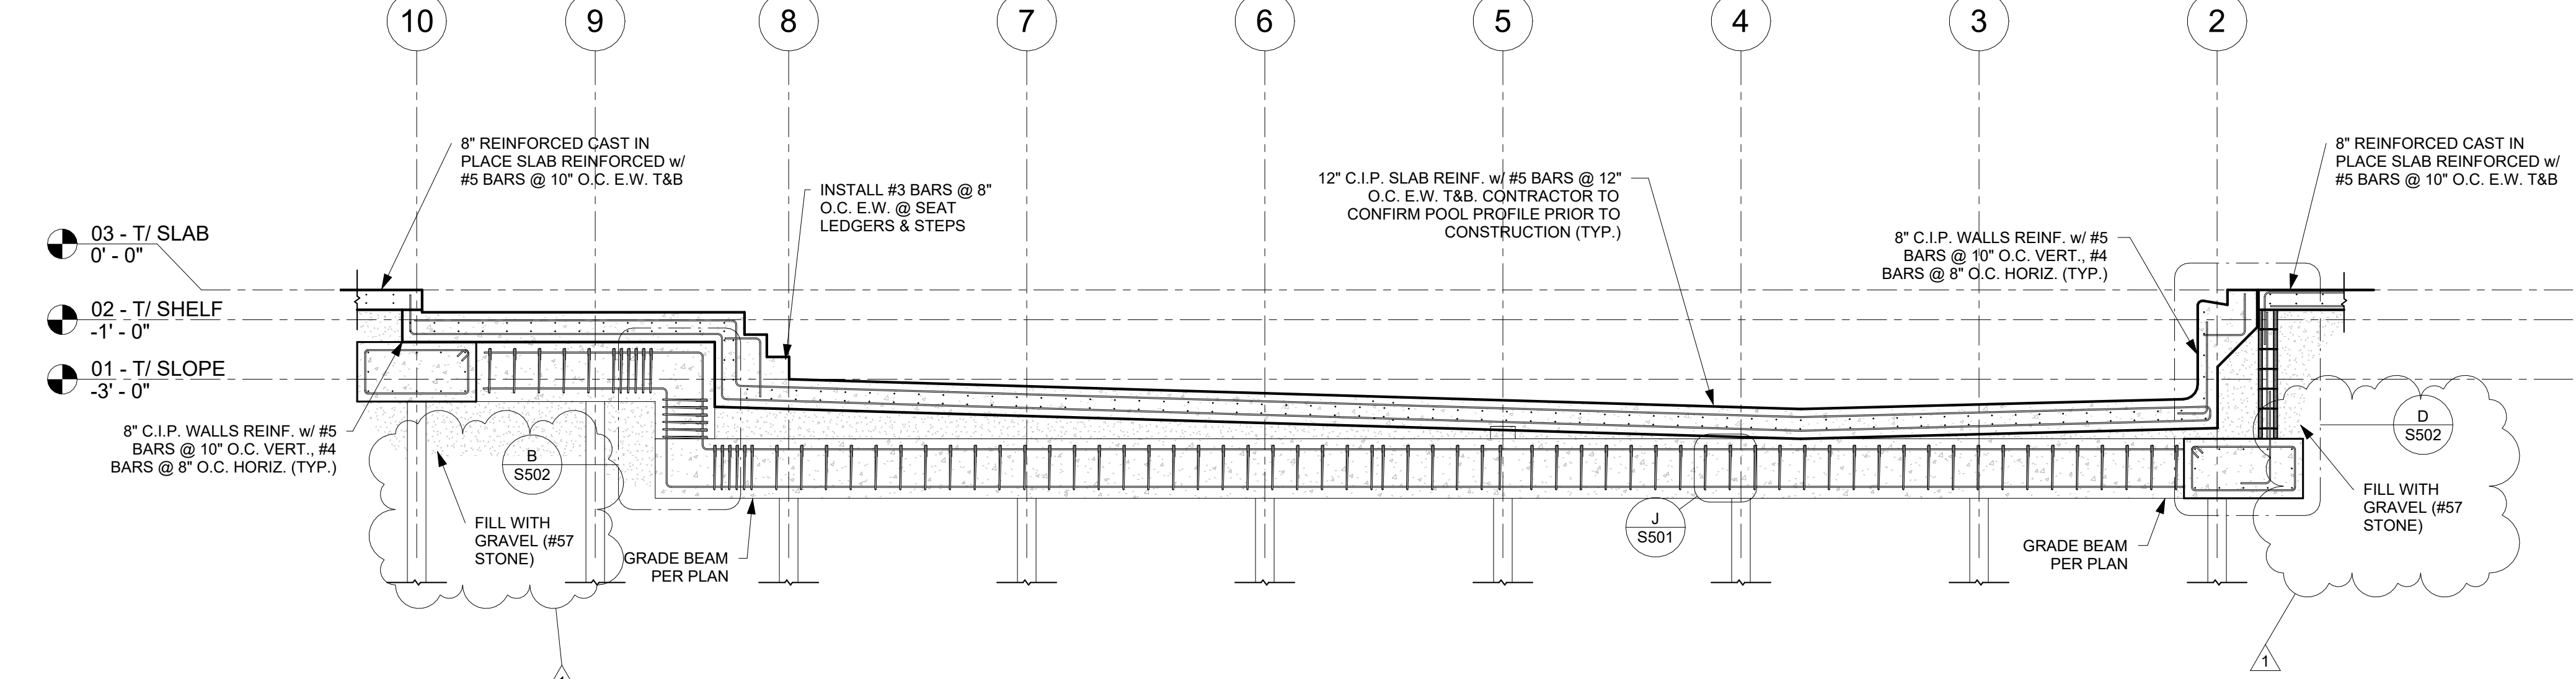 10
9
8
7
6
5
4
3
2
8" REINFORCED CAST IN
PLACE SLAB REINFORCED w/
#5 BARS @ 10" O.C. E.W. T&B
INSTALL #3 BARS @ 8"
O.C. E.W. @ SEAT
LEDGERS & STEPS
12" C.I.P. SLAB REINF. w/ #5 BARS @ 12"
O.C. E.W. T&B. CONTRACTOR TO
CONFIRM POOL PROFILE PRIOR TO
CONSTRUCTION (TYP.)
8" C.I.P. WALLS REINF. w/ #5
BARS @ 10" O.C. VERT., #4
BARS @ 8" O.C. HORIZ. (TYP.)
8" REINFORCED CAST IN
PLACE SLAB REINFORCED w/
#5 BARS @ 10" O.C. E.W. T&B
03 - T/ SLAB
0' - 0"
02 - T/ SHELF
-1' - 0"
01 - T/ SLOPE
-3' - 0"
8" C.I.P. WALLS REINF. w/ #5
BARS @ 10" O.C. VERT., #4
BARS @ 8" O.C. HORIZ. (TYP.)
B
S502
FILL WITH
GRAVEL (#57
STONE)
GRADE BEAM
PER PLAN
J
S501
GRADE BEAM
PER PLAN
D
S502
FILL WITH
GRAVEL (#57
STONE)
1